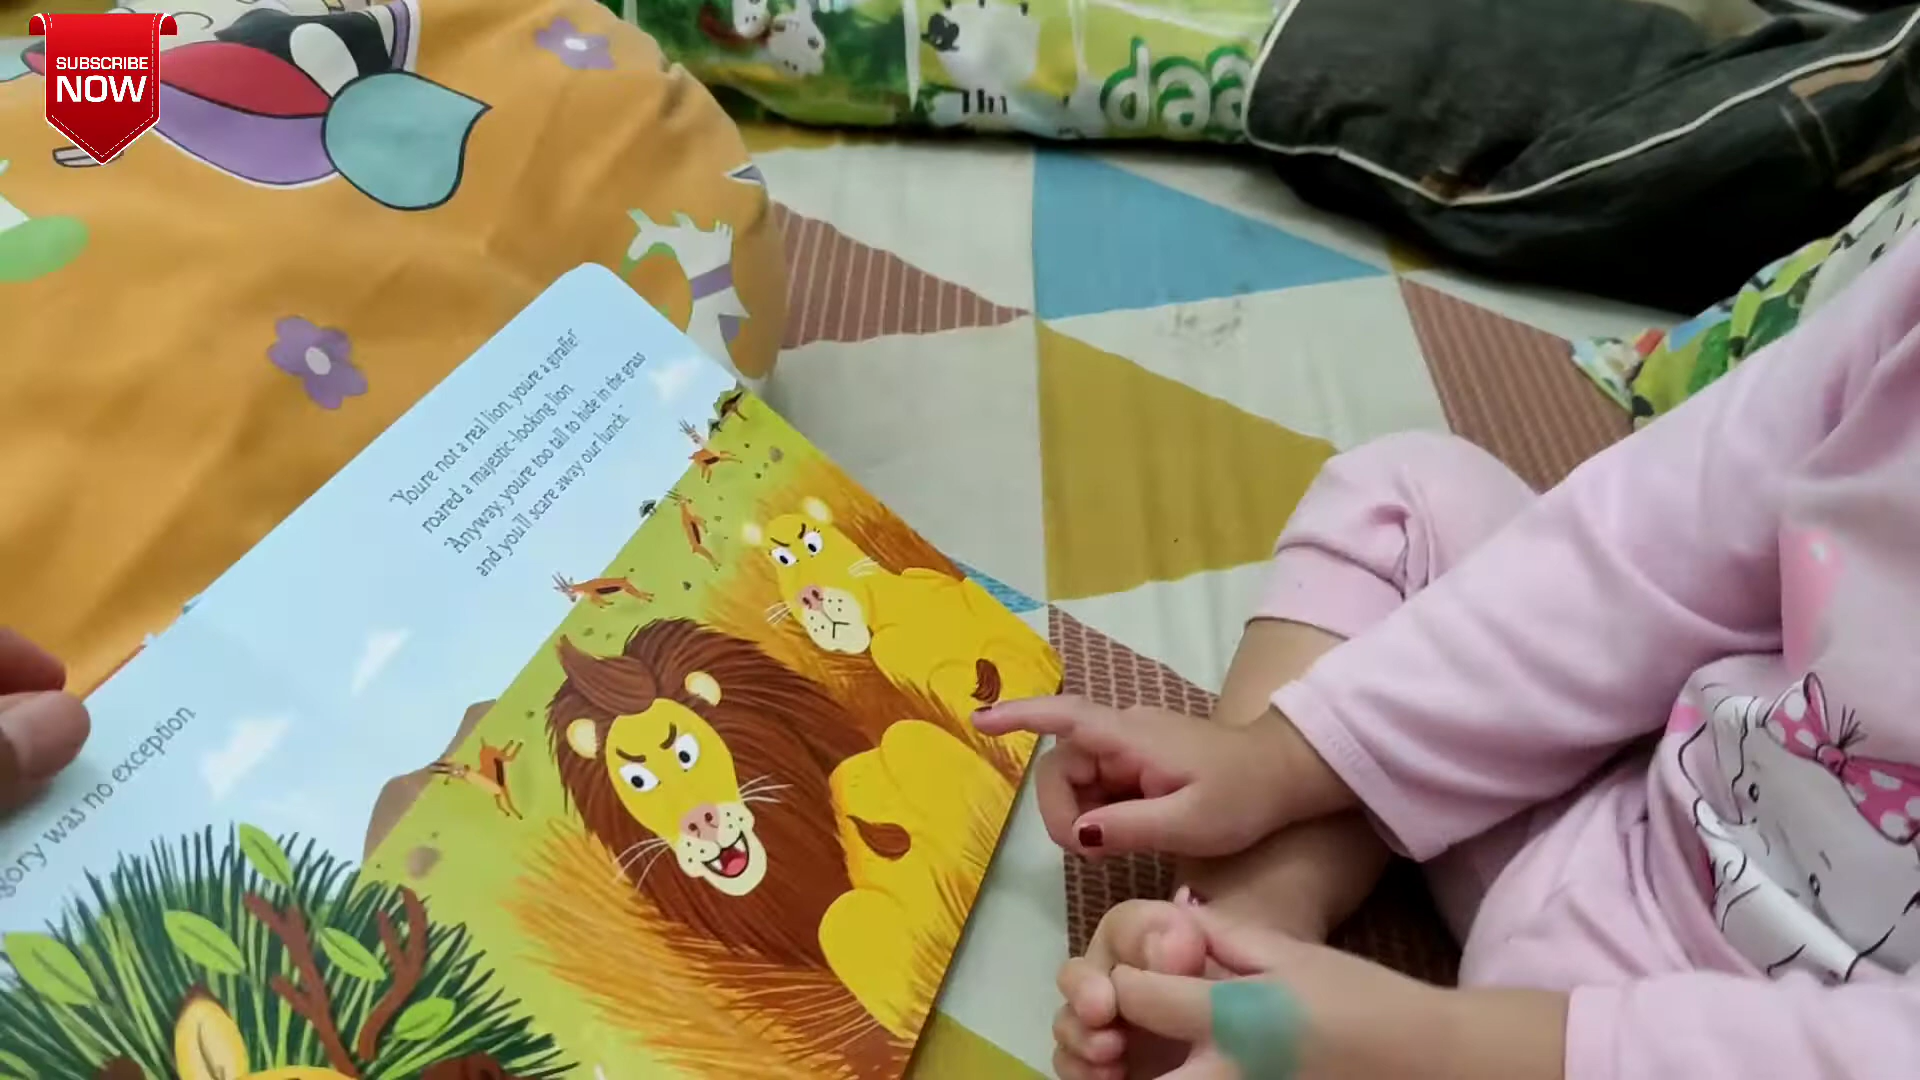 SUBSCRIBE
NOW
daa
gory was no exception
"You're not a real lion, you're a giraffe!"
roared a majestic-looking lion.
"Anyway, you're too tall to hide in the grass
and you'll scare away our lunch."